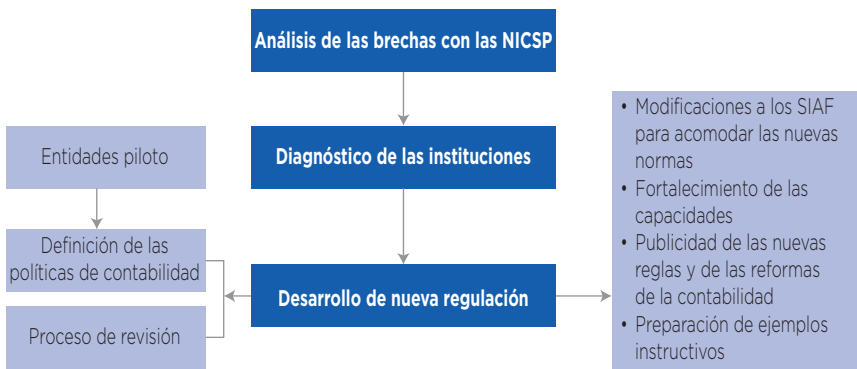 Análisis de las brechas con las NICSP
Diagnóstico de las instituciones
Desarrollo de nueva regulación
Entidades piloto
Definición de las
políticas de contabilidad
Proceso de revisión
• Modificaciones a los SIAF
para acomodar las nuevas
normas
• Fortalecimiento de las
capacidades
• Publicidad de las nuevas
reglas y de las reformas
de la contabilidad
• Preparación de ejemplos
instructivos